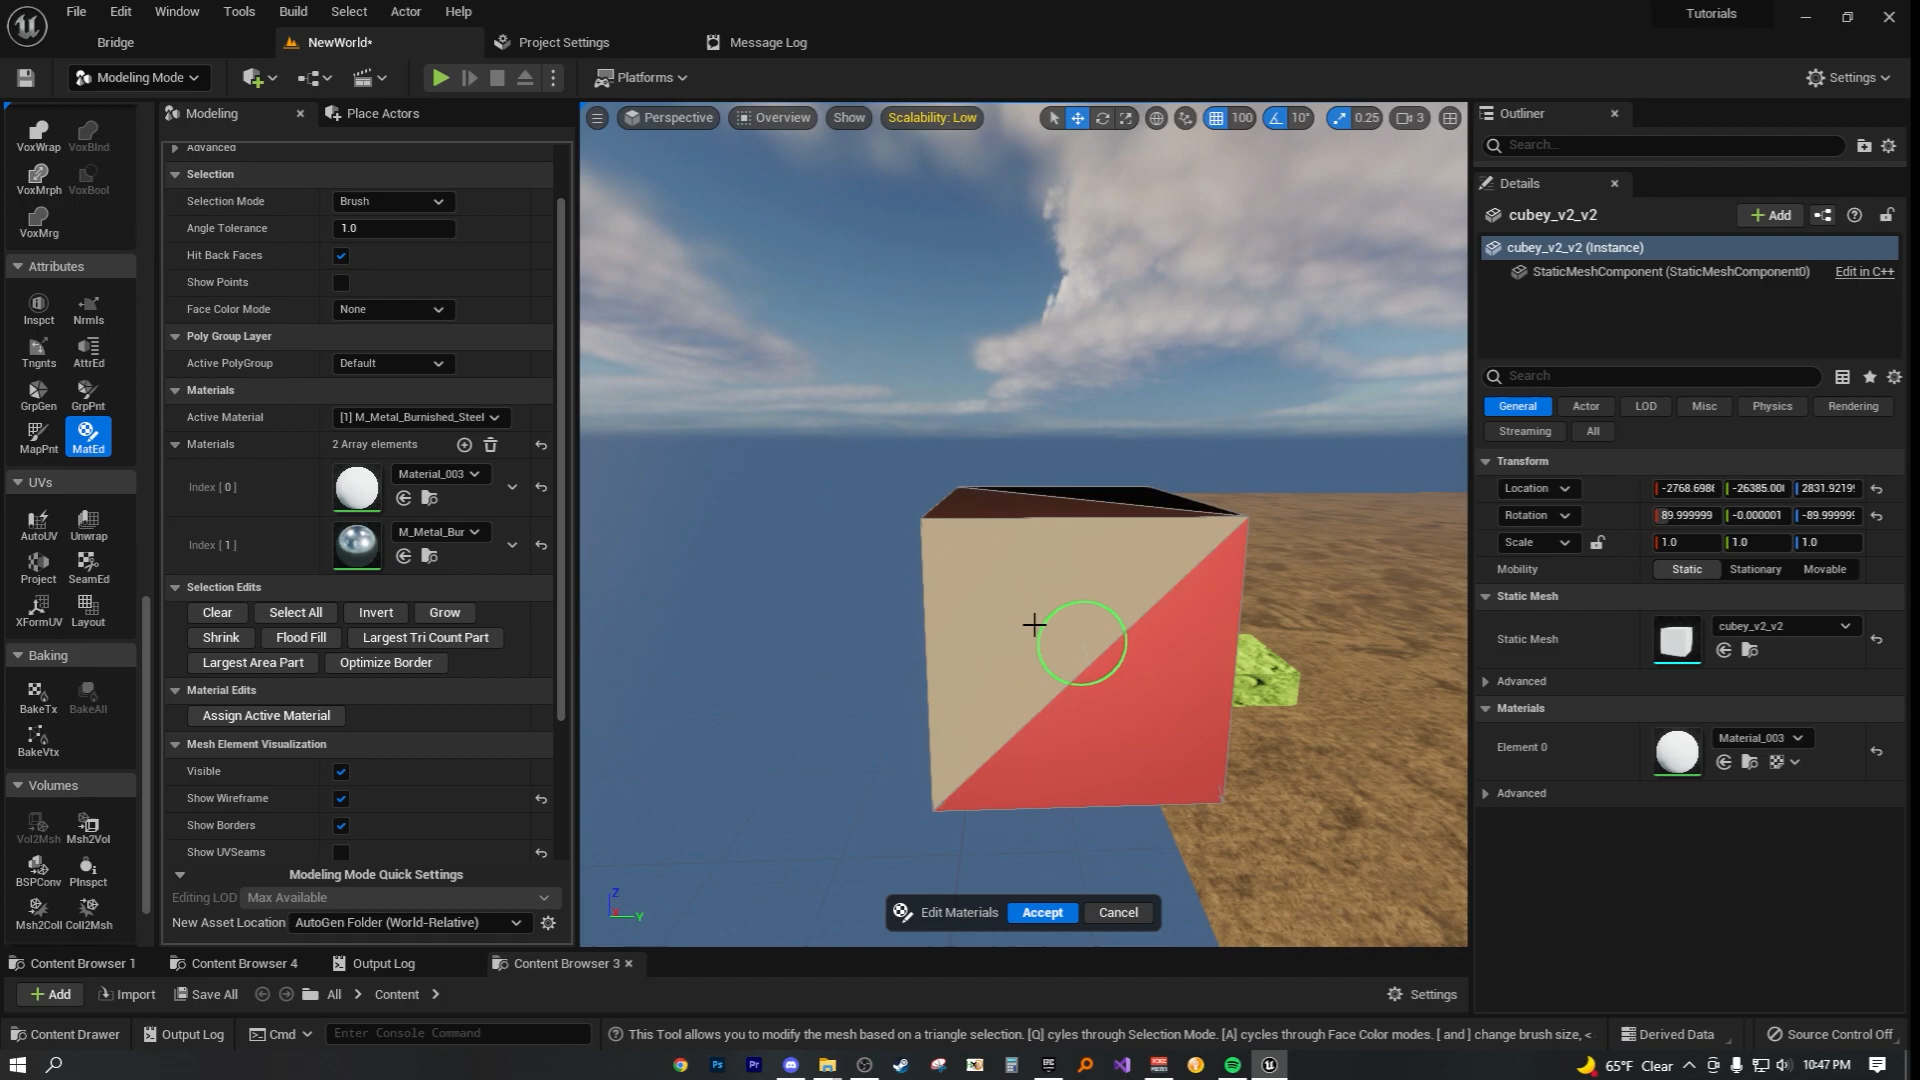 File Edit Window Tools Build Select Actor Help
Tutorials
Bridge
NewWorld*
Project Settings
Message Log
Modeling Mode
Platforms
Settings
Modeling
Place Actors
VoxWrap VoxBlnd
VoxMrph VoxBool
VoxMrg
Attributes
Inspct Nrmls
Tngnts AttrEd
GrpGen GrpPnt
MapPnt MatEd
UVs
AutoUV Unwrap
Project SeamEd
XFormUV Layout
Baking
BakeTx BakeAll
BakeVtx
Volumes
Vol2Msh Msh2Vol
BSPConv PInspct
Msh2Coll Coll2Msh
Advanced
Selection
Selection Mode Brush
Angle Tolerance 1.0
Hit Back Faces
Show Points
Face Color Mode None
Poly Group Layer
Active PolyGroup Default
Materials
Active Material [1] M_Metal_Burnished_Steel
Materials 2 Array elements
Index [ 0 ] Material_003
Index [ 1 ] M_Metal_Bur
Selection Edits
Clear Select All Invert Grow
Shrink Flood Fill Largest Tri Count Part
Largest Area Part Optimize Border
Material Edits
Assign Active Material
Mesh Element Visualization
Visible
Show Wireframe
Show Borders
Show UVSeams
Modeling Mode Quick Settings
Editing LOD Max Available
New Asset Location AutoGen Folder (World-Relative)
Perspective Overview Show Scalability: Low 100 10° 0.25 3
Z
X Y
Edit Materials Accept Cancel
Outliner
Search...
Details
cubey_v2_v2
Add
cubey_v2_v2 (Instance)
StaticMeshComponent (StaticMeshComponent0) Edit in C++
Search
General Actor LOD Misc Physics Rendering
Streaming All
Transform
Location -2768.698 -26385.00 2831.9219
Rotation 89.999999 -0.000001 -89.999999
Scale 1.0 1.0 1.0
Mobility Static Stationary Movable
Static Mesh
Static Mesh cubey_v2_v2
Advanced
Materials
Element 0 Material_003
Advanced
Content Browser 1 Content Browser 4 Output Log Content Browser 3
Add Import Save All All Content Settings
Content Drawer Output Log Cmd Enter Console Command This Tool allows you to modify the mesh based on a triangle selection. [Q] cyles through Selection Mode. [A] cycles through Face Color modes. [ and ] change brush size, < Derived Data Source Control Off
Ps Pr 65°F Clear 10:47 PM